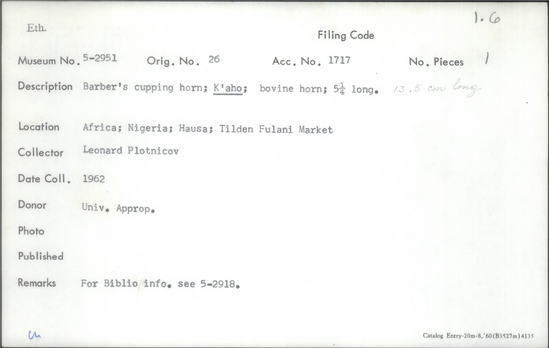 1.6
Eth.
Filing Code
Museum No. 5-2951 Orig. No. 26 Acc. No. 1717 No. Pieces 1
Description Barber's cupping horn; K'aho; bovine horn; 5¼ long. 13.5 cm long
Location Africa; Nigeria; Hausa; Tilden Fulani Market
Collector Leonard Plotnicov
Date Coll. 1962
Donor Univ. Approp.
Photo
Published
Remarks For Biblio info. see 5-2918.
Catalog Entry-20m-8,'60(B3527m)4135